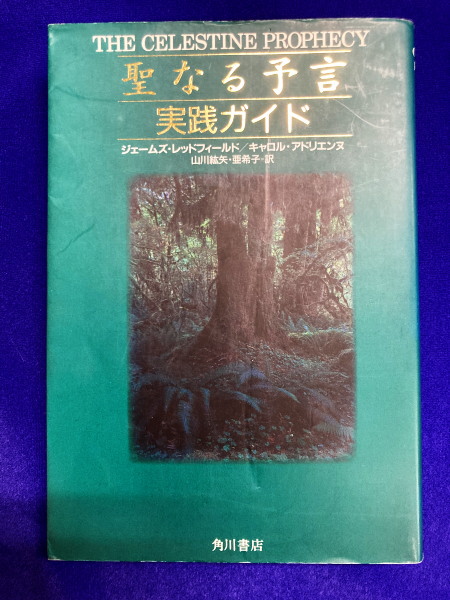 THE CELESTINE PROPHECY
聖なる予言
実践ガイド
ジェームズ・レッドフィールド／キャロル・アドリエンヌ
山川紘矢・亜希子=訳
角川書店